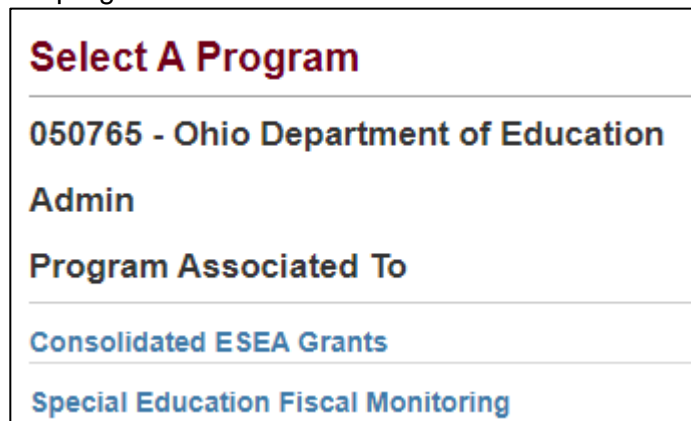 Select A Program
050765 - Ohio Department of Education
Admin
Program Associated To
Consolidated ESEA Grants
Special Education Fiscal Monitoring